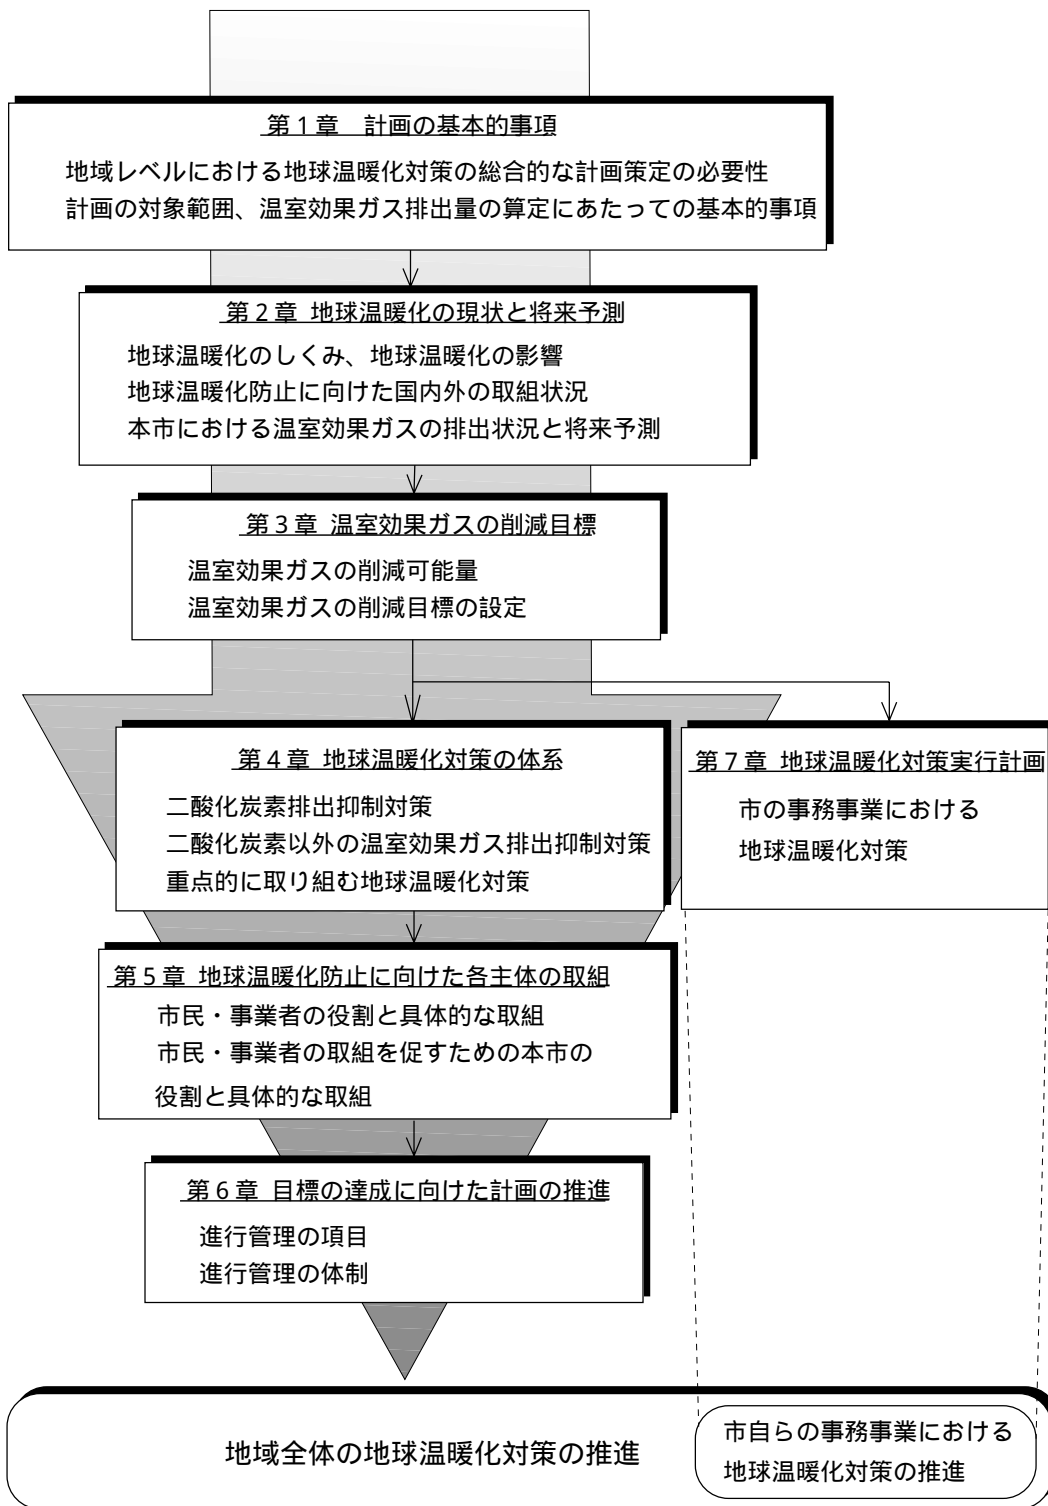 第1章　計画の基本的事項
地域レベルにおける地球温暖化対策の総合的な計画策定の必要性
計画の対象範囲、温室効果ガス排出量の算定にあたっての基本的事項
第2章 地球温暖化の現状と将来予測
地球温暖化のしくみ、地球温暖化の影響
地球温暖化防止に向けた国内外の取組状況
本市における温室効果ガスの排出状況と将来予測
第3章 温室効果ガスの削減目標
温室効果ガスの削減可能量
温室効果ガスの削減目標の設定
第4章 地球温暖化対策の体系
二酸化炭素排出抑制対策
二酸化炭素以外の温室効果ガス排出抑制対策
重点的に取り組む地球温暖化対策
第7章 地球温暖化対策実行計画
市の事務事業における
地球温暖化対策
第5章 地球温暖化防止に向けた各主体の取組
市民・事業者の役割と具体的な取組
市民・事業者の取組を促すための本市の
役割と具体的な取組
第6章 目標の達成に向けた計画の推進
進行管理の項目
進行管理の体制
地域全体の地球温暖化対策の推進
市自らの事務事業における
地球温暖化対策の推進